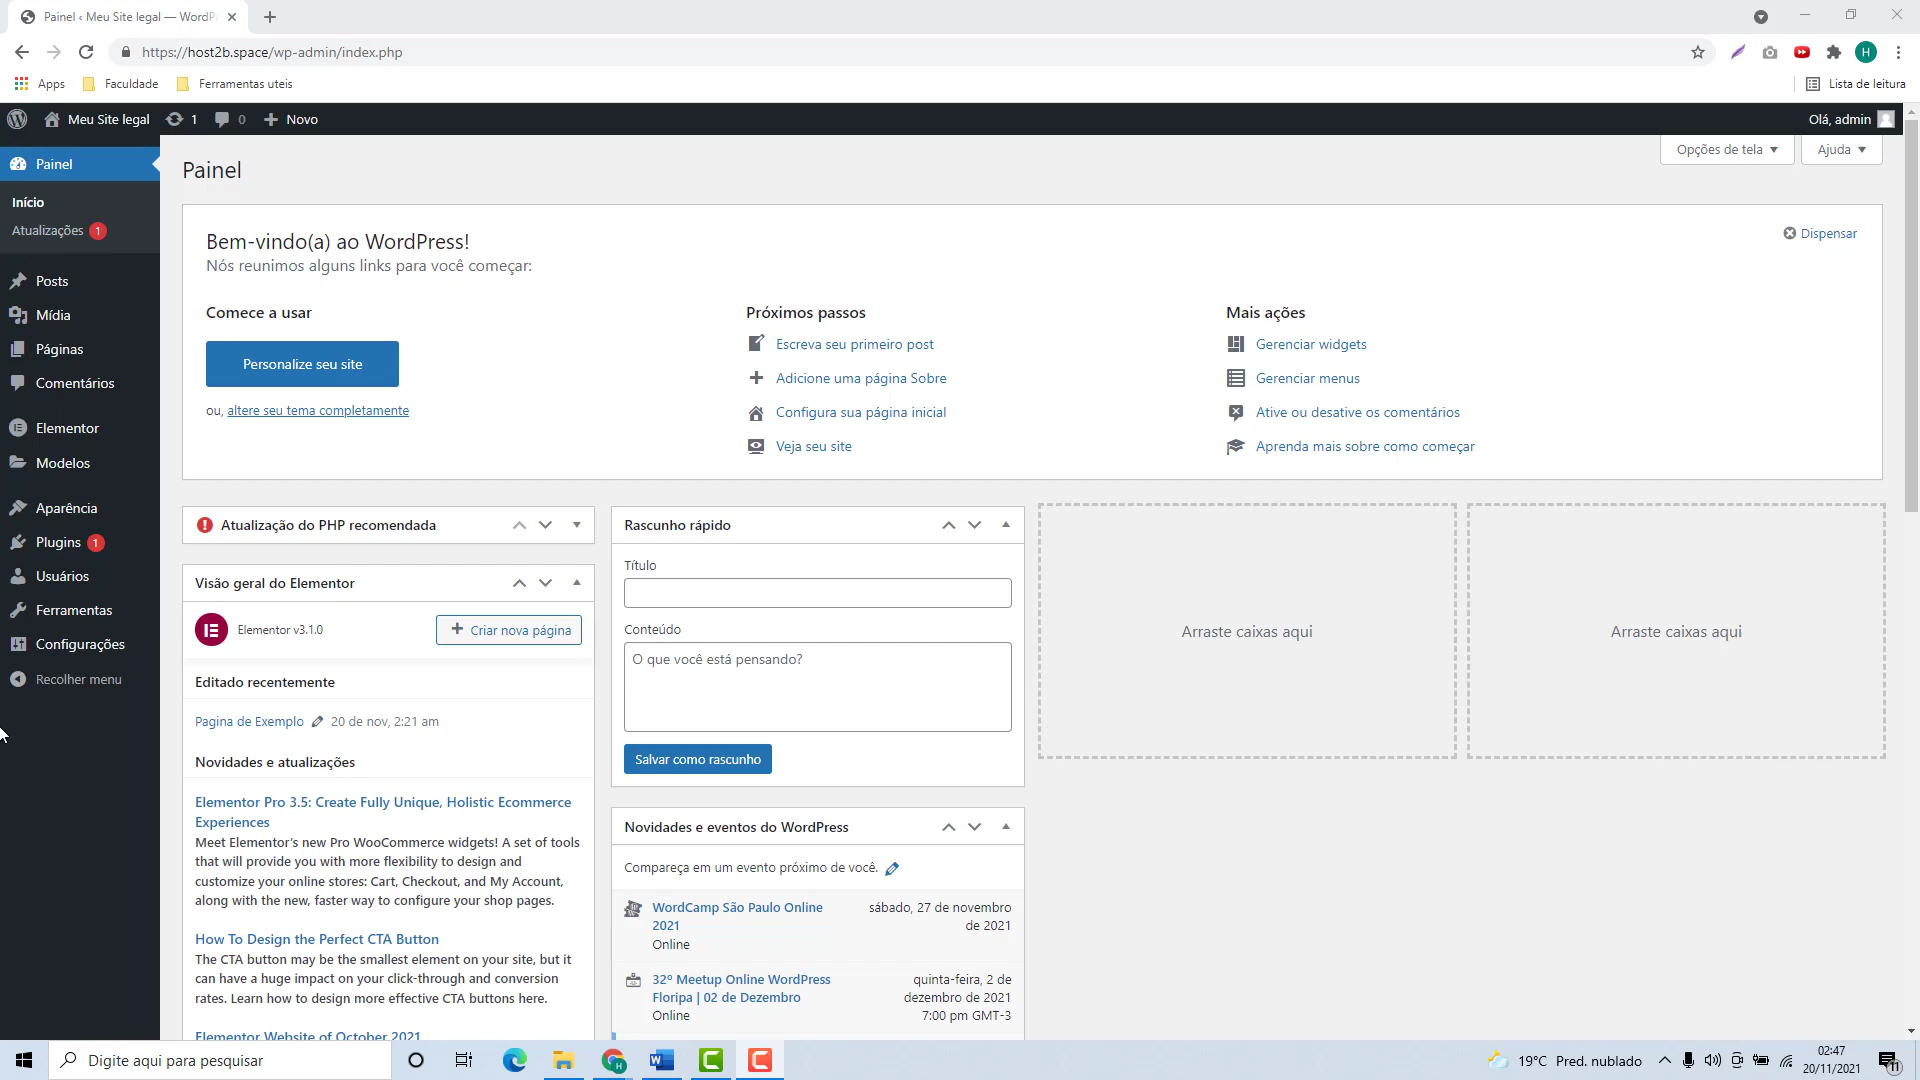 Painel ‹ Meu Site legal — WordP
https://host2b.space/wp-admin/index.php
H
Apps
Faculdade
Ferramentas uteis
Lista de leitura
Meu Site legal
1
0
Novo
Olá, admin
Painel
Início
Atualizações 1
Posts
Mídia
Páginas
Comentários
Elementor
Modelos
Aparência
Plugins 1
Usuários
Ferramentas
Configurações
Recolher menu
Painel
Opções de tela
Ajuda
Bem-vindo(a) ao WordPress!
Nós reunimos alguns links para você começar:
Dispensar
Comece a usar
Personalize seu site
ou, altere seu tema completamente
Próximos passos
Escreva seu primeiro post
Adicione uma página Sobre
Configura sua página inicial
Veja seu site
Mais ações
Gerenciar widgets
Gerenciar menus
Ative ou desative os comentários
Aprenda mais sobre como começar
Atualização do PHP recomendada
Visão geral do Elementor
Elementor v3.1.0
Criar nova página
Editado recentemente
Pagina de Exemplo 20 de nov, 2:21 am
Novidades e atualizações
Elementor Pro 3.5: Create Fully Unique, Holistic Ecommerce
Experiences
Meet Elementor's new Pro WooCommerce widgets! A set of tools
that will provide you with more flexibility to design and
customize your online stores: Cart, Checkout, and My Account,
along with the new, faster way to configure your shop pages.
How To Design the Perfect CTA Button
The CTA button may be the smallest element on your site, but it
can have a huge impact on your click-through and conversion
rates. Learn how to design more effective CTA buttons here.
Elementor Website of October 2021
Rascunho rápido
Título
Conteúdo
O que você está pensando?
Salvar como rascunho
Novidades e eventos do WordPress
Compareça em um evento próximo de você.
WordCamp São Paulo Online
2021
Online
sábado, 27 de novembro
de 2021
32º Meetup Online WordPress
Floripa | 02 de Dezembro
Online
quinta-feira, 2 de
dezembro de 2021
7:00 pm GMT-3
Arraste caixas aqui
Arraste caixas aqui
Digite aqui para pesquisar
19°C Pred. nublado
02:47
20/11/2021
11